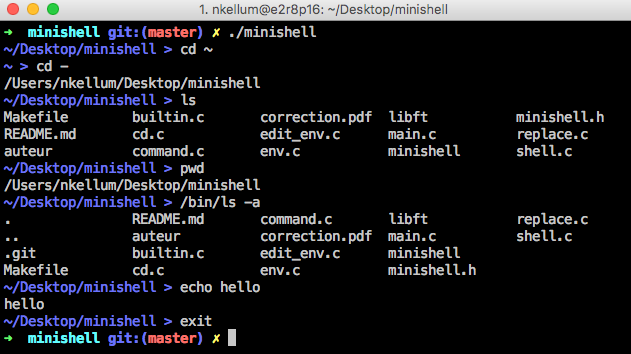 1. nkellum@e2r8p16: ~/Desktop/minishell
➜  minishell git:(master) ✗ ./minishell
~/Desktop/minishell > cd ~
~ > cd -
/Users/nkellum/Desktop/minishell
~/Desktop/minishell > ls
Makefile       builtin.c      correction.pdf libft          minishell.h
README.md      cd.c           edit_env.c     main.c         replace.c
auteur         command.c      env.c          minishell      shell.c
~/Desktop/minishell > pwd
/Users/nkellum/Desktop/minishell
~/Desktop/minishell > /bin/ls -a
.              README.md      command.c      libft          replace.c
..             auteur         correction.pdf main.c         shell.c
.git           builtin.c      edit_env.c     minishell
Makefile       cd.c           env.c          minishell.h
~/Desktop/minishell > echo hello
hello
~/Desktop/minishell > exit
➜  minishell git:(master) ✗